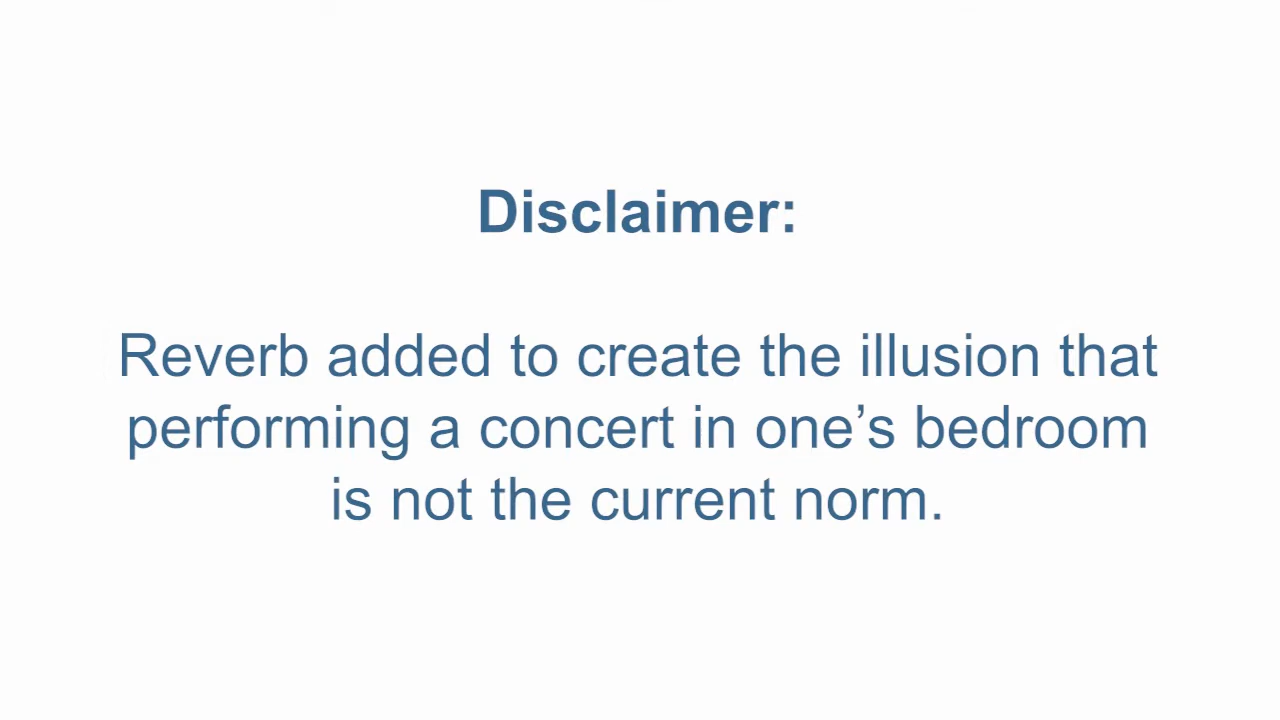 Disclaimer:
Reverb added to create the illusion that
performing a concert in one’s bedroom
is not the current norm.